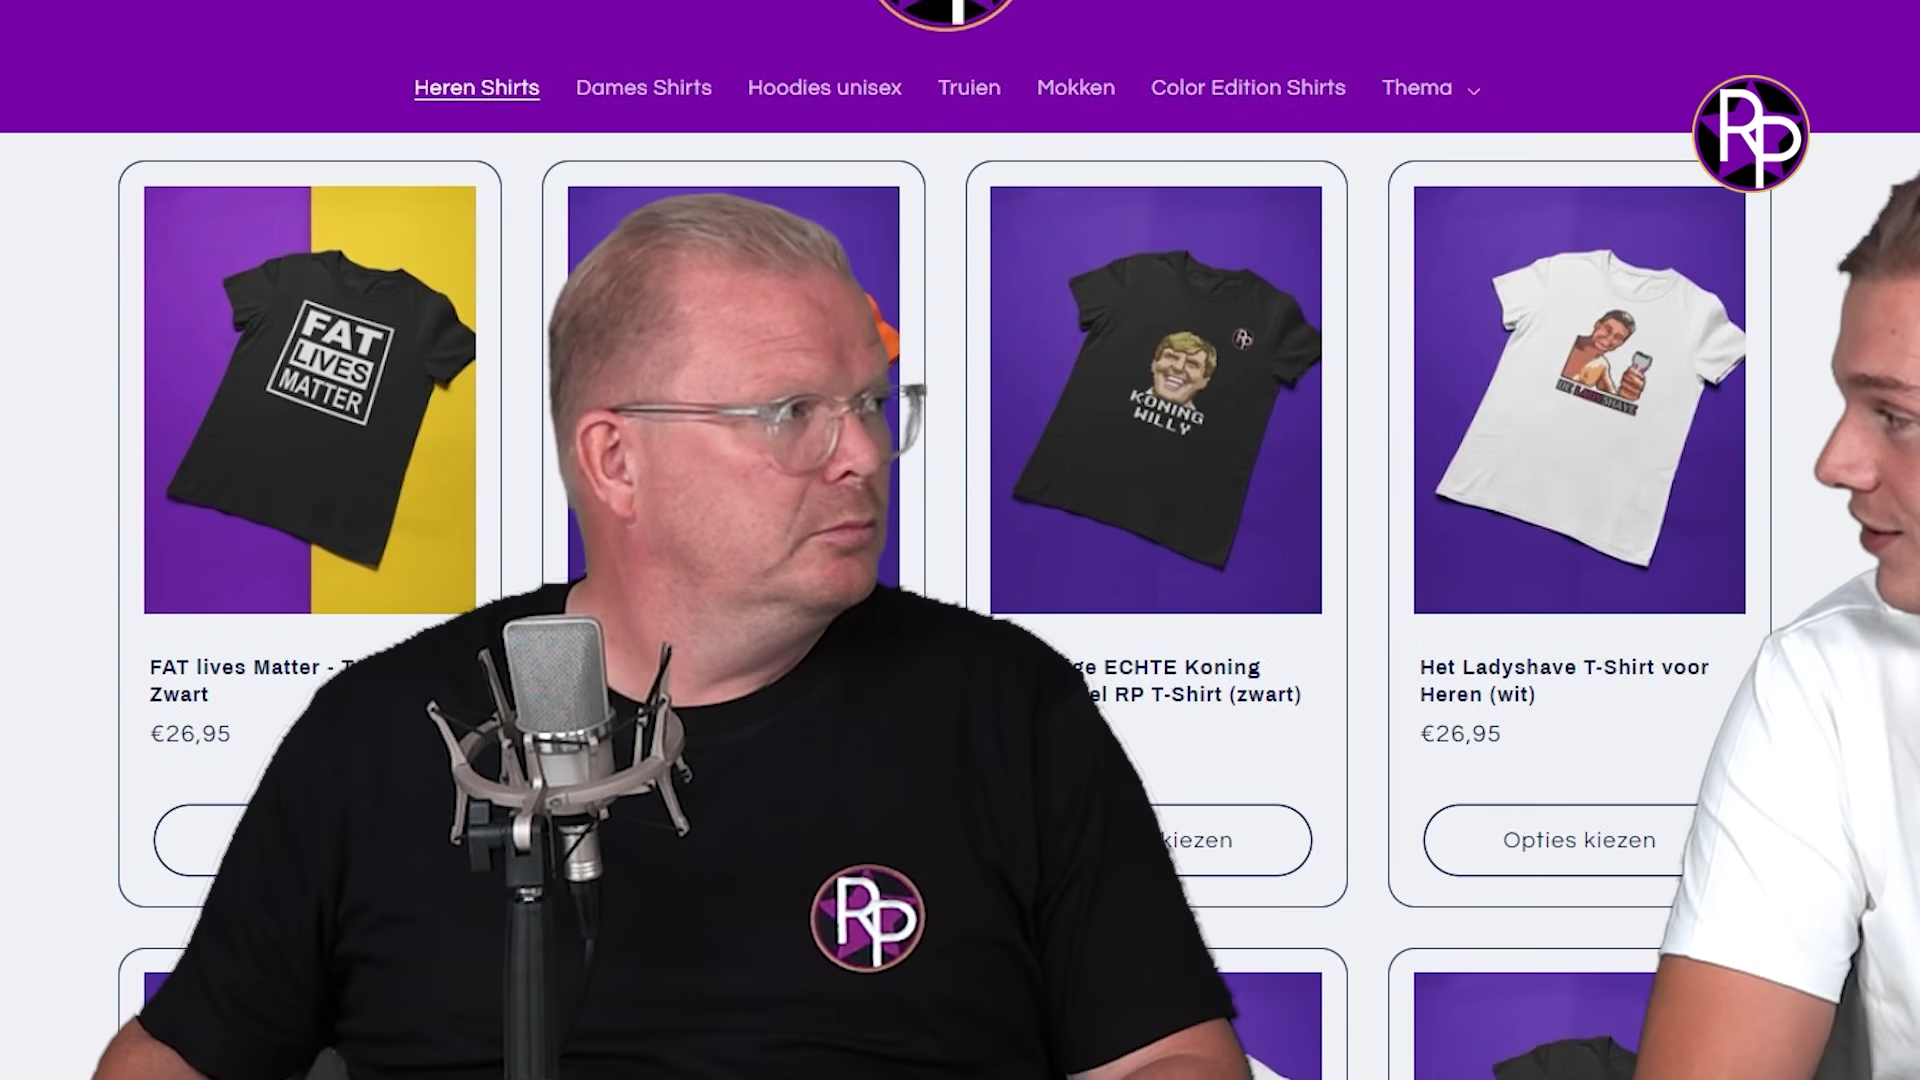 Heren Shirts Dames Shirts Hoodies unisex Truien Mokken Color Edition Shirts Thema
RP
FAT
LIVES
MATTER
RP
KONING
WILLY
SHAVE
FAT lives Matter -
Zwart
€26,95
ECHTE Koning
RP T-Shirt (zwart)
Het Ladyshave T-Shirt voor
Heren (wit)
€26,95
kiezen
Opties kiezen
RP